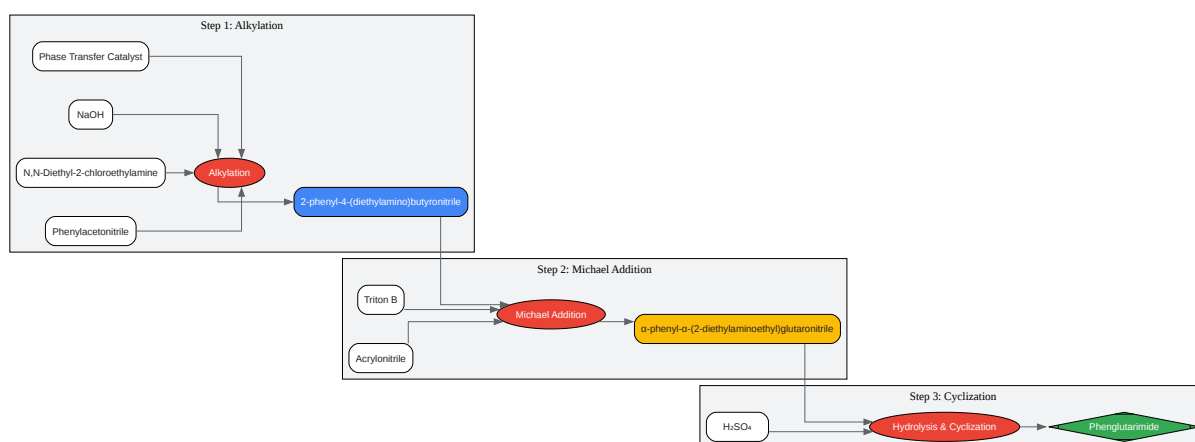 Step 1: Alkylation
Phase Transfer Catalyst
NaOH
N,N-Diethyl-2-chloroethylamine
Alkylation
2-phenyl-4-(diethylamino)butyronitrile
Phenylacetonitrile
Step 2: Michael Addition
Triton B
Michael Addition
α-phenyl-α-(2-diethylaminoethyl)glutaronitrile
Acrylonitrile
Step 3: Cyclization
H₂SO₄
Hydrolysis & Cyclization
Phenglutarimide